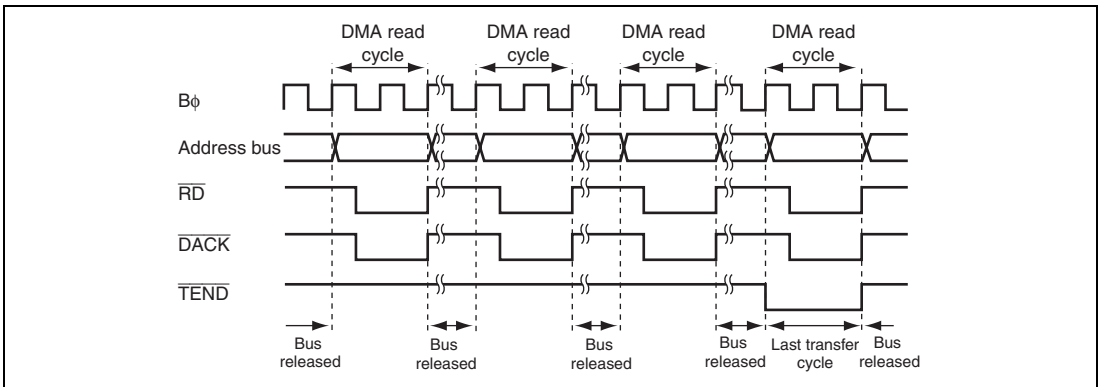 DMA read cycle
DMA read cycle
DMA read cycle
DMA read cycle
Bϕ
Address bus
RD
DACK
TEND
Bus released
Bus released
Bus released
Bus released
Last transfer cycle
Bus released